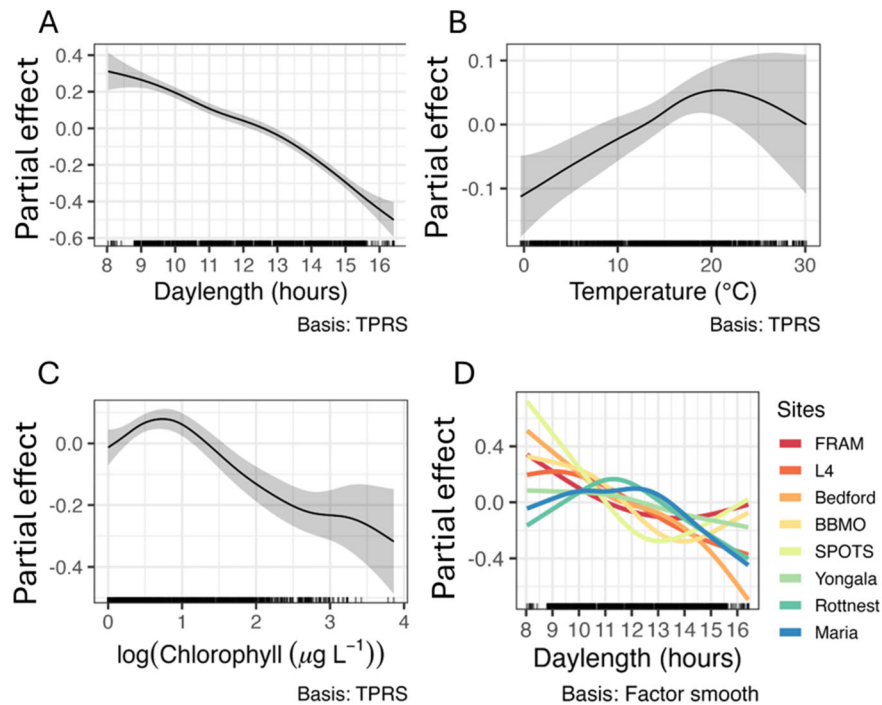 A
Partial effect
0.4
0.2
0.0
-0.2
-0.4
-0.6
8 9 10 11 12 13 14 15 16
Daylength (hours)
Basis: TPRS
B
Partial effect
0.1
0.0
-0.1
0 10 20 30
Temperature (°C)
Basis: TPRS
C
Partial effect
0.0
-0.2
-0.4
0 1 2 3 4
log(Chlorophyll (μg L⁻¹))
Basis: TPRS
D
Partial effect
0.4
0.0
-0.4
8 9 10 11 12 13 14 15 16
Daylength (hours)
Basis: Factor smooth
Sites
FRAM
L4
Bedford
BBMO
SPOTS
Yongala
Rottnest
Maria